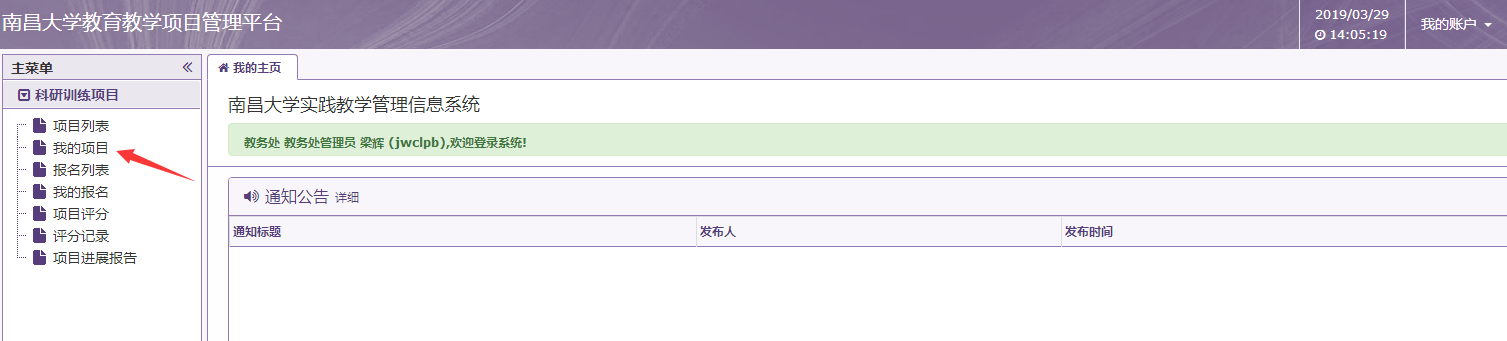 南昌大学教育教学项目管理平台
2019/03/29
14:05:19
我的账户
主菜单
科研训练项目
项目列表
我的项目
报名列表
我的报名
项目评分
评分记录
项目进展报告
我的主页
南昌大学实践教学管理信息系统
教务处 教务处管理员 梁辉 (jwclpb),欢迎登录系统!
通知公告 详细
通知标题 发布人 发布时间